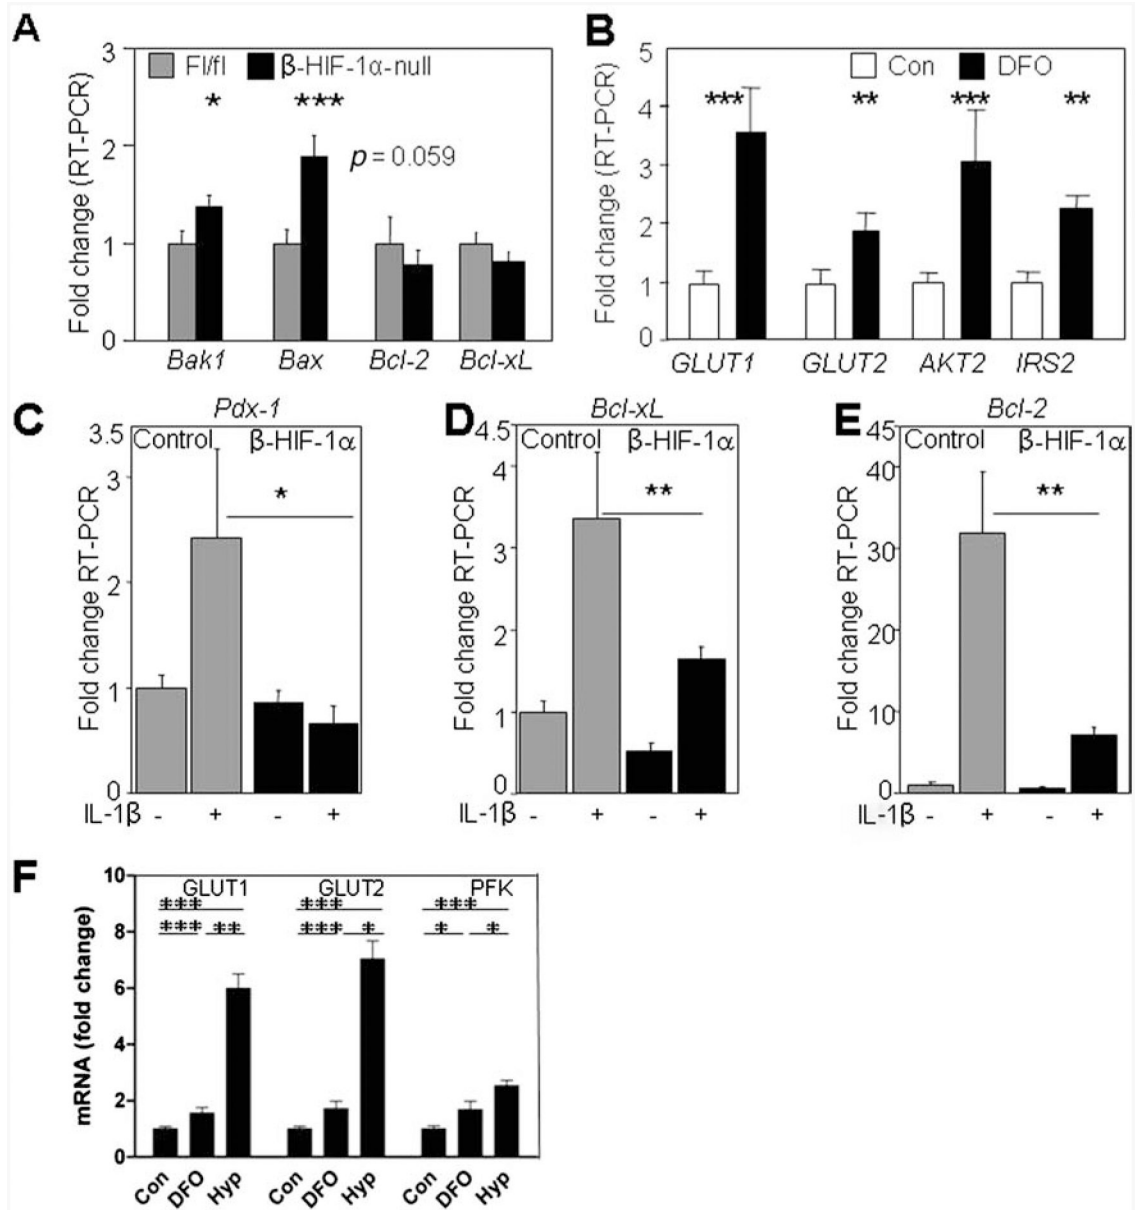 A
Fold change (RT-PCR)
3
2
1
0
Fl/fl
β-HIF-1α-null
*
***
p = 0.059
Bak1
Bax
Bcl-2
Bcl-xL
B
Fold change (RT-PCR)
5
4
3
2
1
0
Con
DFO
***
**
***
**
GLUT1
GLUT2
AKT2
IRS2
C
Pdx-1
Fold change RT-PCR
3.5
3
2
1
0
Control
β-HIF-1α
*
IL-1β - + - +
D
Bcl-xL
Fold change RT-PCR
4.5
4
3
2
1
0
Control
β-HIF-1α
**
IL-1β - + - +
E
Bcl-2
Fold change RT-PCR
45
40
30
20
10
0
Control
β-HIF-1α
**
IL-1β - + - +
F
mRNA (fold change)
10
8
6
4
2
0
GLUT1
GLUT2
PFK
*** *** ***
*** ** *** * * *
Con
DFO
Hyp
Con
DFO
Hyp
Con
DFO
Hyp